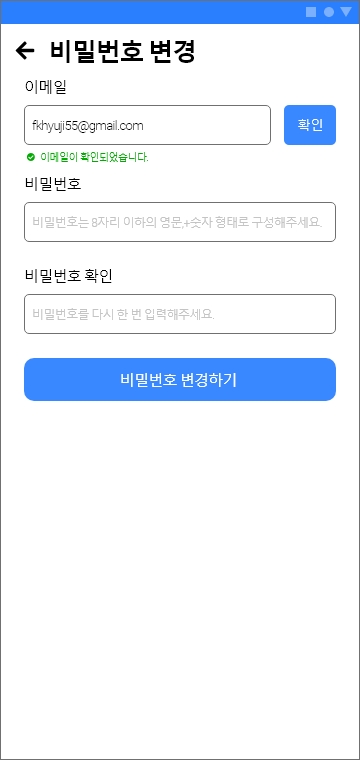 비밀번호 변경
이메일
fkhyuji55@gmail.com
확인
이메일이 확인되었습니다.
비밀번호
비밀번호는 8자리 이하의 영문,+숫자 형태로 구성해주세요.
비밀번호 확인
비밀번호를 다시 한 번 입력해주세요.
비밀번호 변경하기